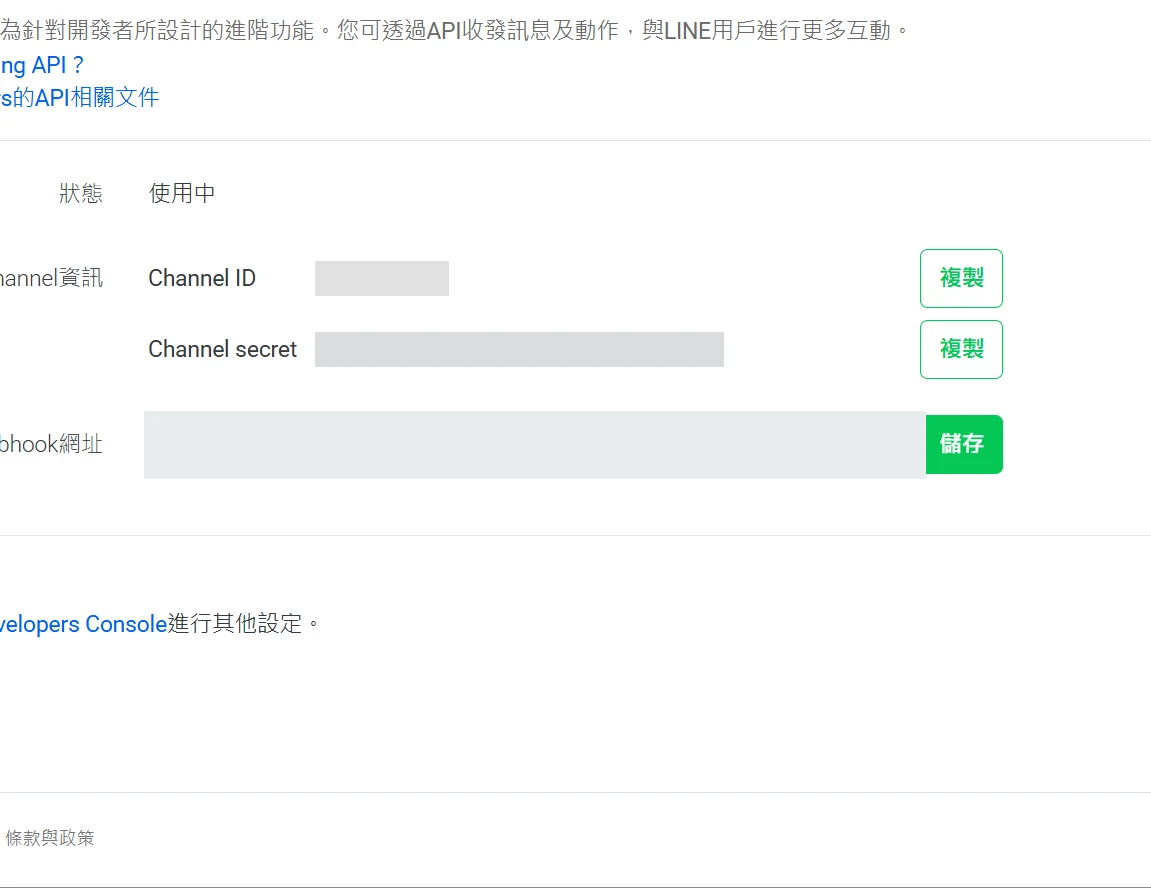 為針對開發者所設計的進階功能。您可透過API收發訊息及動作，與LINE用戶進行更多互動。
ng API？
rs的API相關文件
狀態 使用中
hannel資訊 Channel ID 複製
Channel secret 複製
bhook網址 儲存
velopers Console進行其他設定。
條款與政策